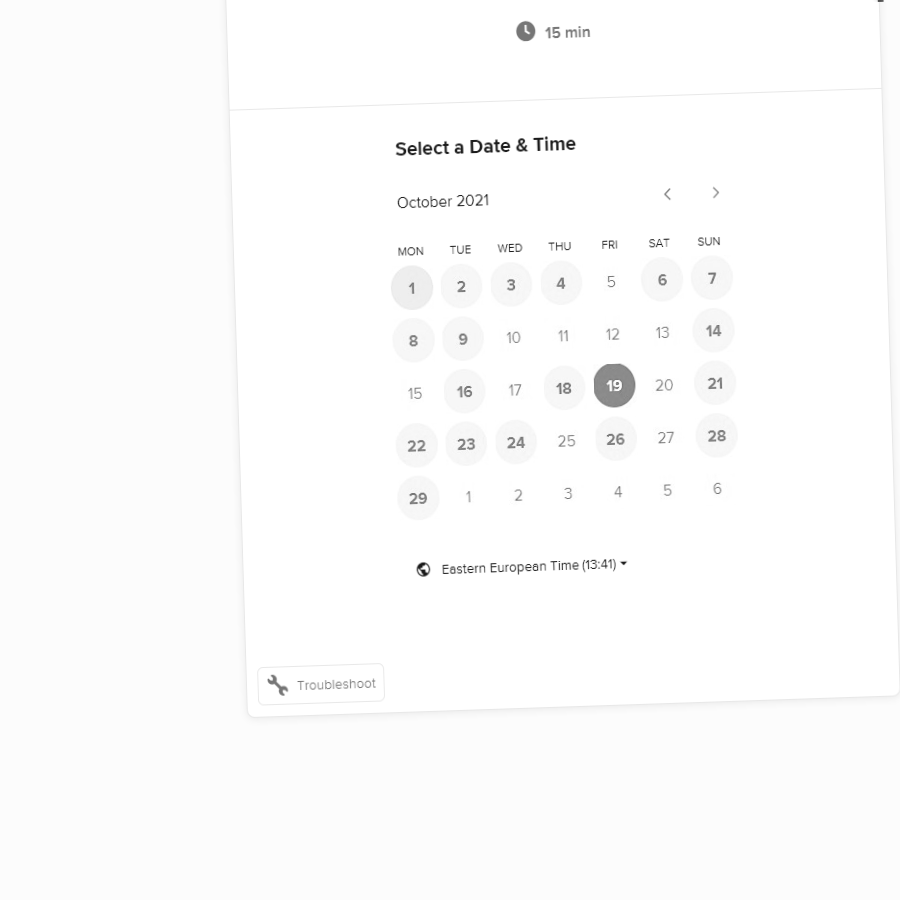 15 min
Select a Date & Time
October 2021
MON TUE WED THU FRI SAT SUN
1 2 3 4 5 6 7
8 9 10 11 12 13 14
15 16 17 18 19 20 21
22 23 24 25 26 27 28
29 1 2 3 4 5 6
Eastern European Time (13:41)
Troubleshoot